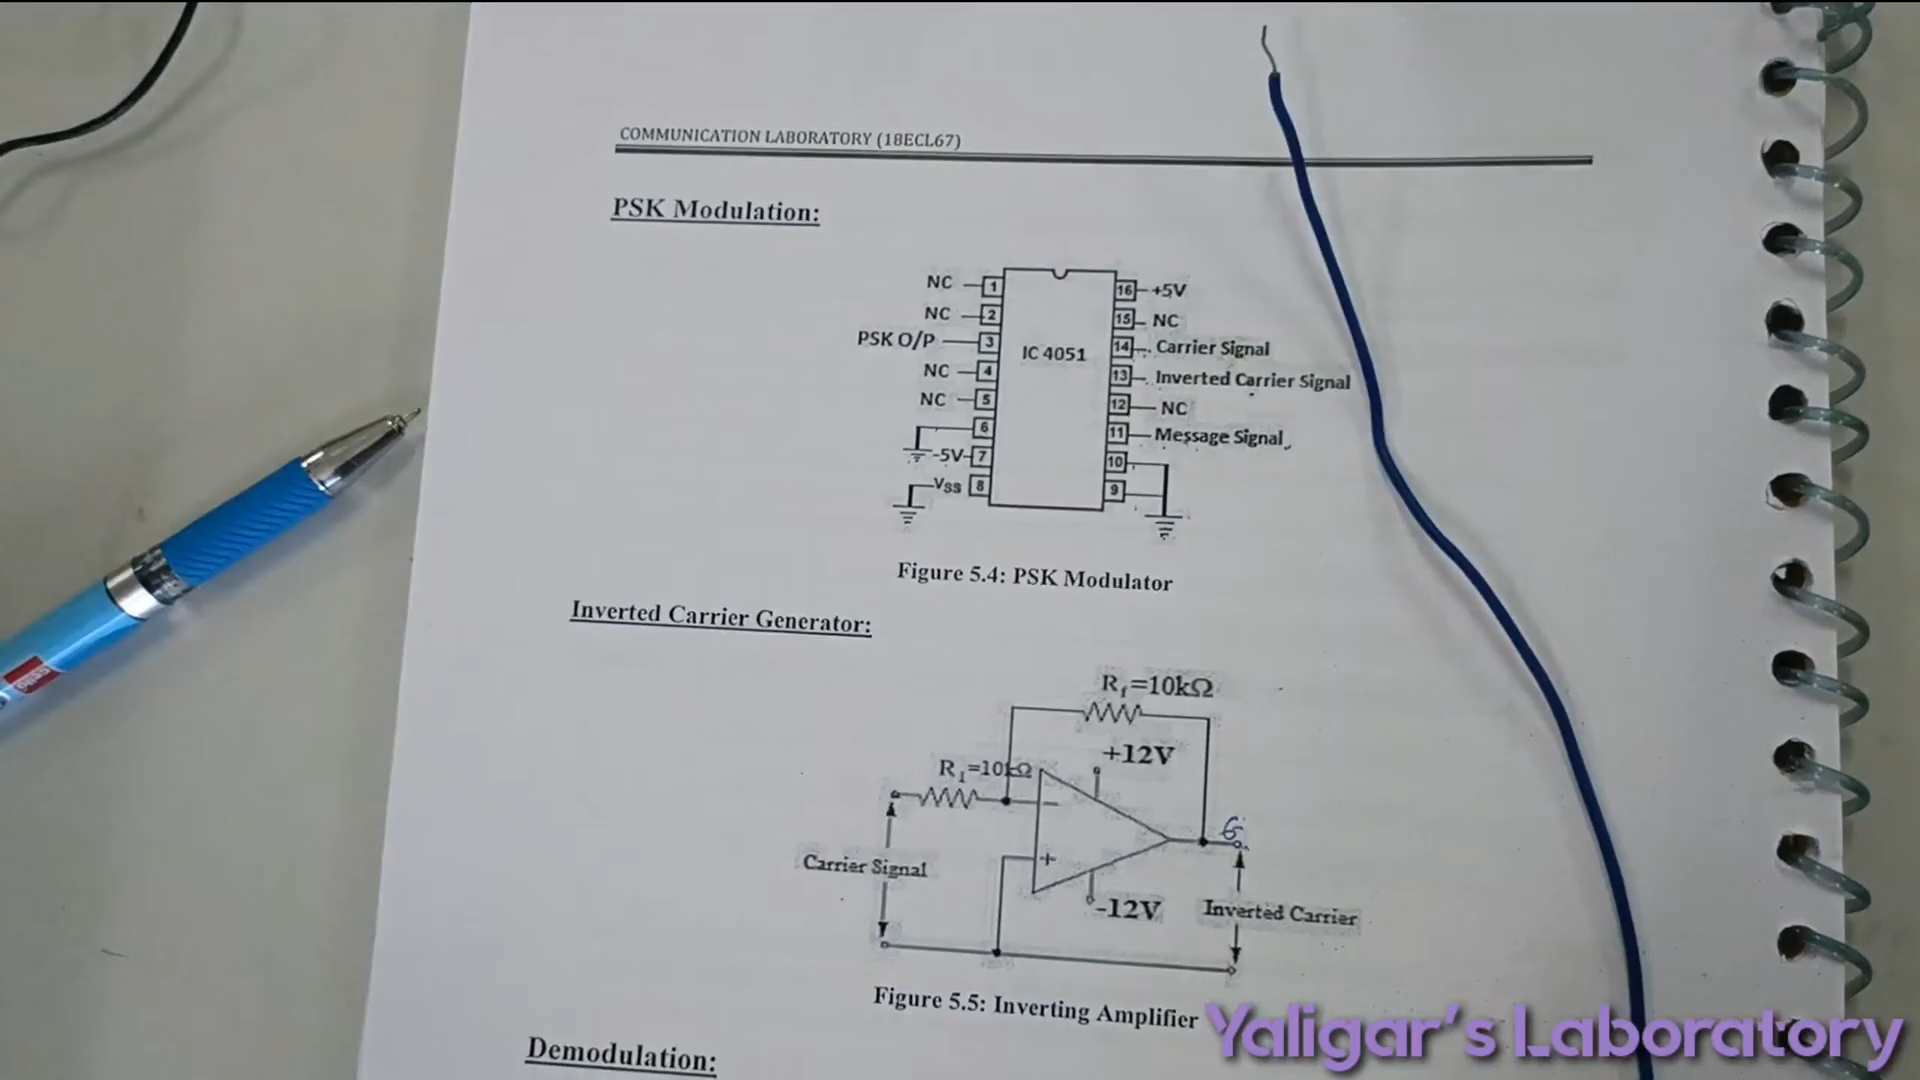 COMMUNICATION LABORATORY (18ECL67)
PSK Modulation:
NC 1
NC 2
PSK O/P 3
NC 4
NC 5
6
-5V 7
VSS 8
IC 4051
16 +5V
15 NC
14 Carrier Signal
13 Inverted Carrier Signal
12 NC
11 Message Signal
10
9
Figure 5.4: PSK Modulator
Inverted Carrier Generator:
Rf=10kΩ
+12V
R1=10kΩ
−
+
6
Carrier Signal
-12V
Inverted Carrier
Figure 5.5: Inverting Amplifier
Demodulation:
Yaligar's Laboratory